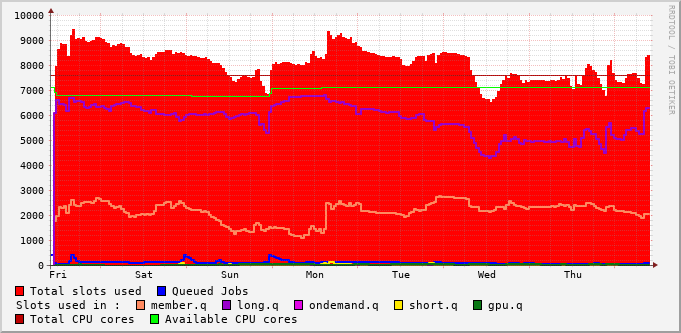 10000
9000
8000
7000
6000
5000
4000
3000
2000
1000
0
Fri Sat Sun Mon Tue Wed Thu
RRDTOOL / TOBI OETIKER
Total slots used Queued Jobs
Slots used in : member.q long.q ondemand.q short.q gpu.q
Total CPU cores Available CPU cores